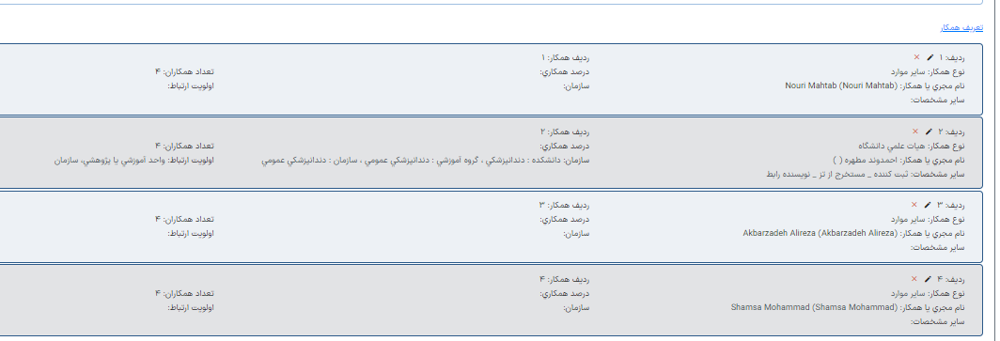 تعریف همکار
ردیف: ۱ ردیف همکار: ۱
نوع همکار: سایر موارد درصد همکاري: تعداد همکاران: ۴
نام مجري یا همکار: Nouri Mahtab (Nouri Mahtab) سازمان: اولویت ارتباط:
سایر مشخصات:
ردیف: ۲ ردیف همکار: ۲
نوع همکار: هیات علمي دانشگاه درصد همکاري: تعداد همکاران: ۴
نام مجري یا همکار: احمدوند مطهره ( ) سازمان: دانشکده : دندانپزشکي ، گروه آموزشي : دندانپزشکي عمومي ، سازمان : دندانپزشکي عمومي اولویت ارتباط: واحد آموزشي یا پژوهشي، سازمان
سایر مشخصات: ثبت کننده _ مستخرج از تز _ نویسنده رابط
ردیف: ۳ ردیف همکار: ۳
نوع همکار: سایر موارد درصد همکاري: تعداد همکاران: ۴
نام مجري یا همکار: Akbarzadeh Alireza (Akbarzadeh Alireza) سازمان: اولویت ارتباط:
سایر مشخصات:
ردیف: ۴ ردیف همکار: ۴
نوع همکار: سایر موارد درصد همکاري: تعداد همکاران: ۴
نام مجري یا همکار: Shamsa Mohammad (Shamsa Mohammad) سازمان: اولویت ارتباط:
سایر مشخصات: